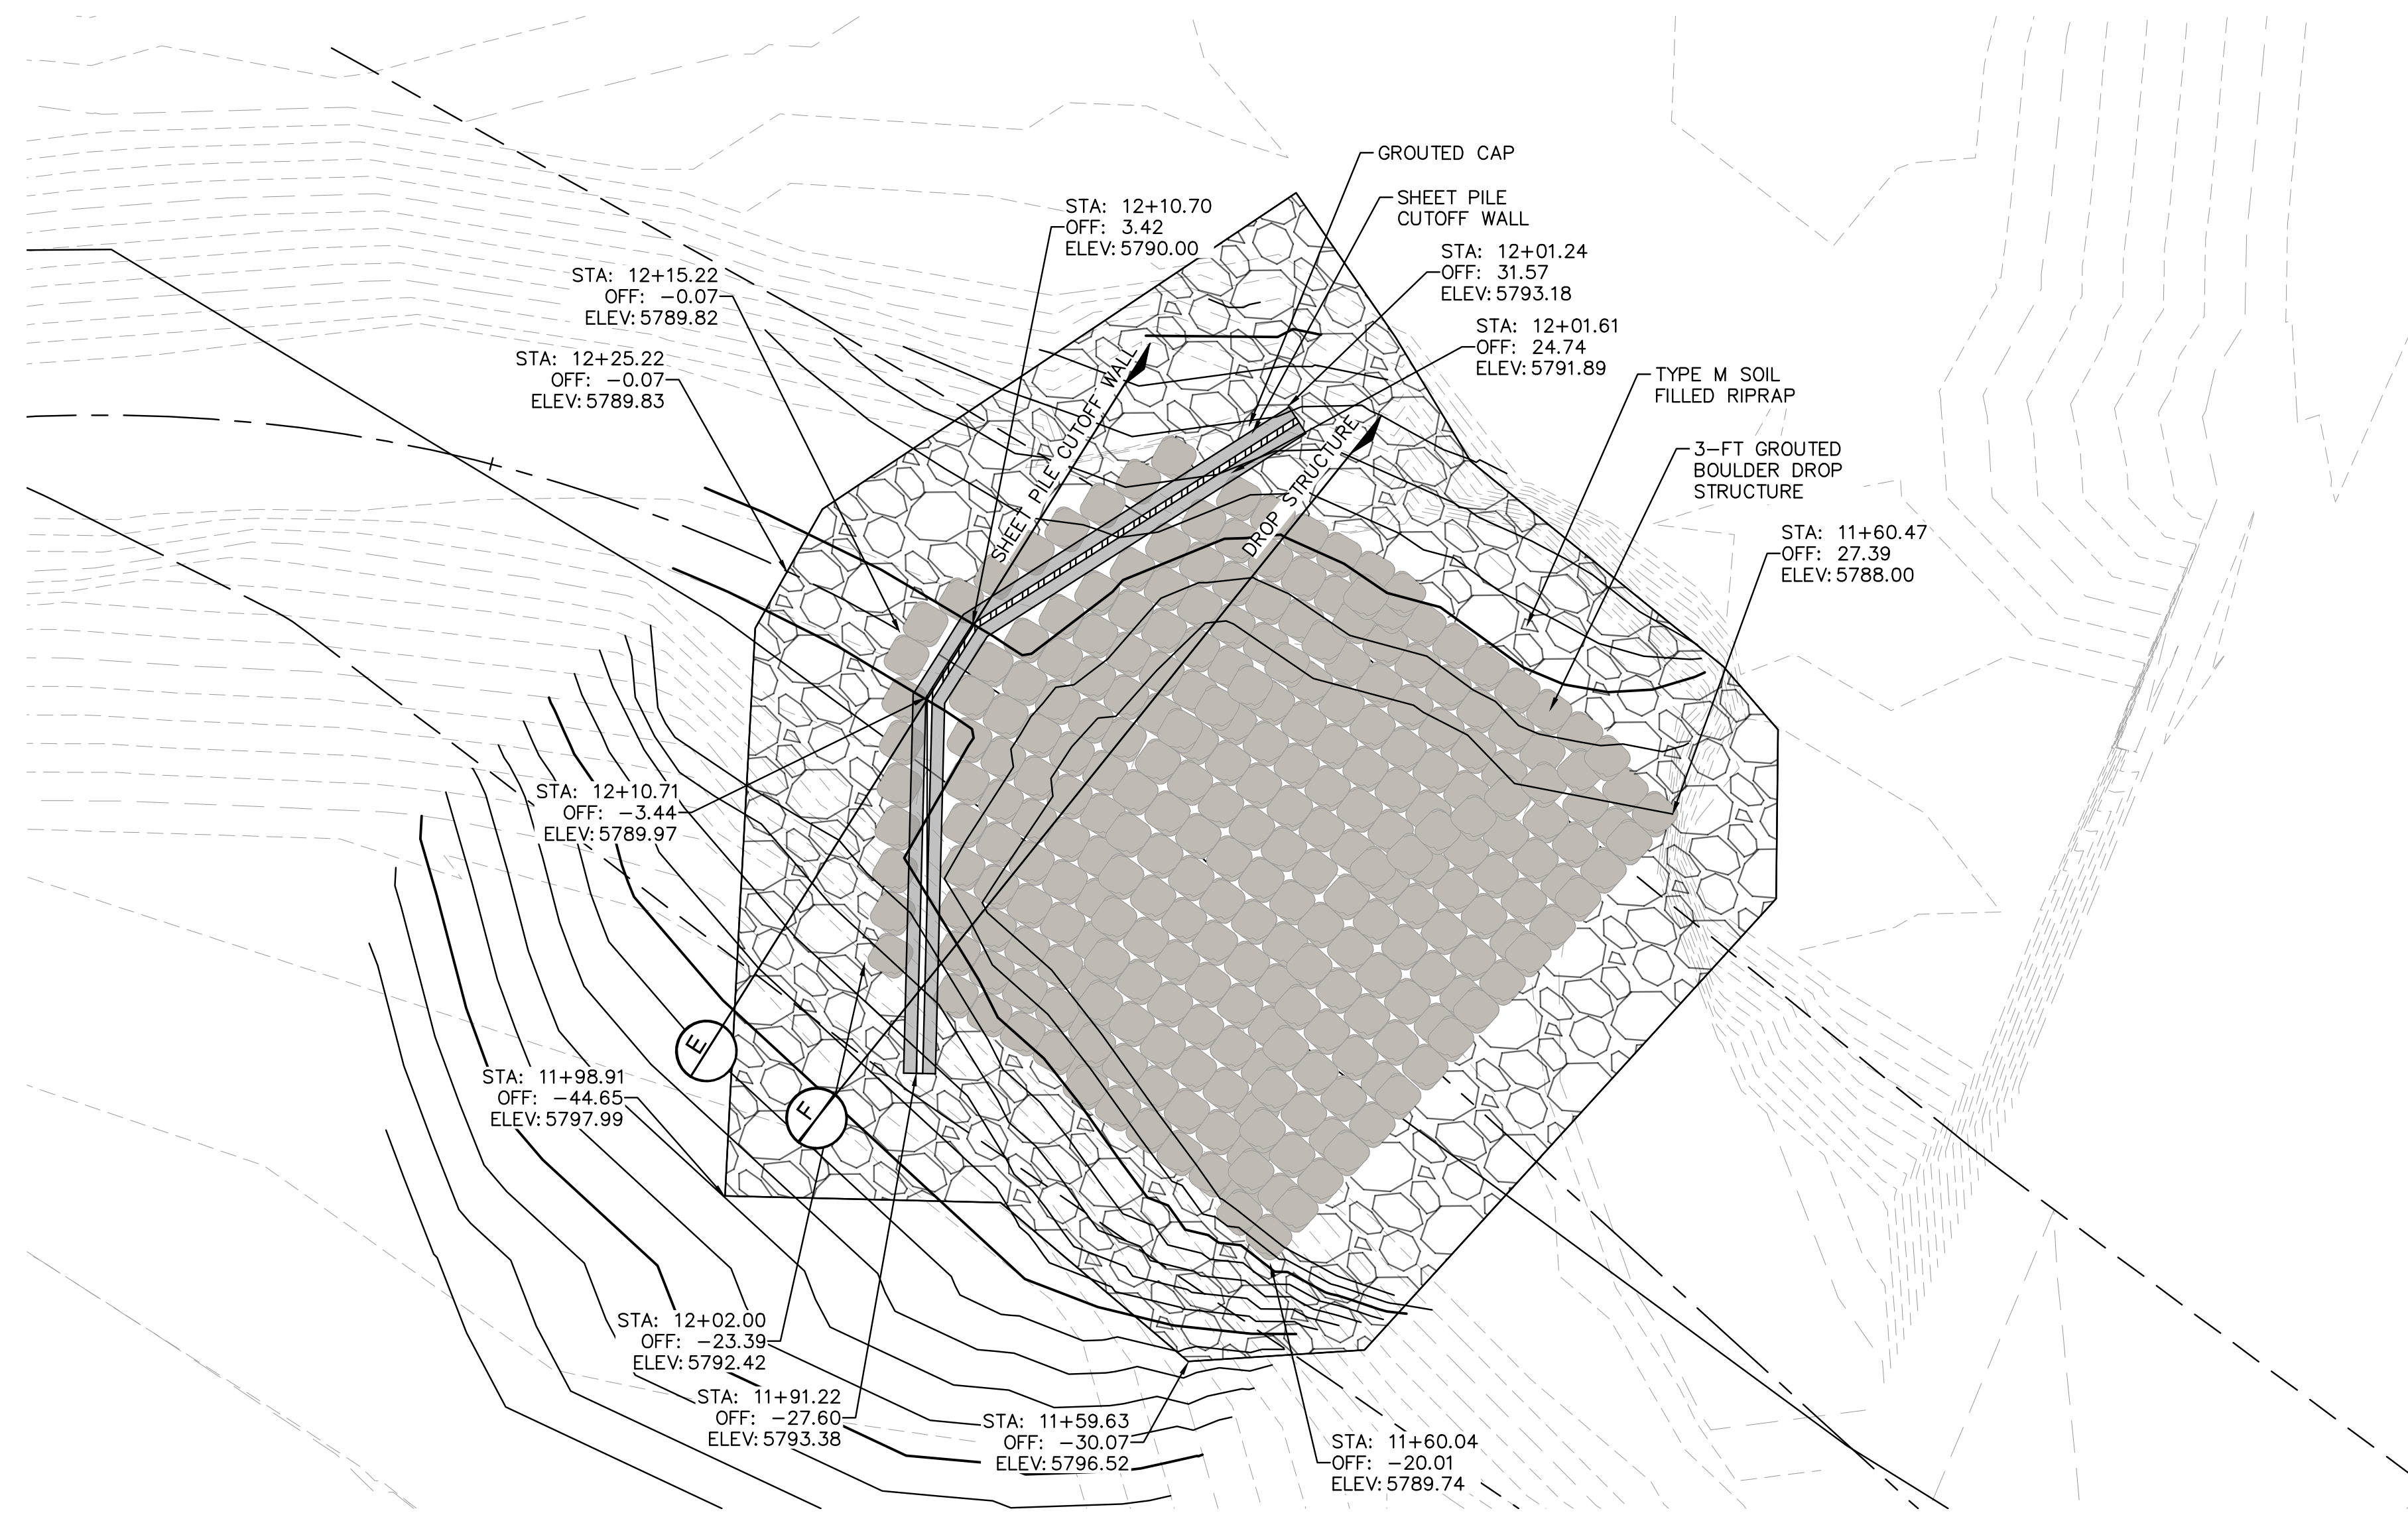 GROUTED CAP
SHEET PILE
CUTOFF WALL
STA: 12+10.70
OFF: 3.42
ELEV: 5790.00
STA: 12+01.24
OFF: 31.57
ELEV: 5793.18
STA: 12+15.22
OFF: -0.07
ELEV: 5789.82
STA: 12+01.61
OFF: 24.74
ELEV: 5791.89
STA: 12+25.22
OFF: -0.07
ELEV: 5789.83
TYPE M SOIL
FILLED RIPRAP
SHEET PILE CUTOFF WALL
DROP STRUCTURE
3-FT GROUTED
BOULDER DROP
STRUCTURE
STA: 11+60.47
OFF: 27.39
ELEV: 5788.00
STA: 12+10.71
OFF: -3.44
ELEV: 5789.97
E
F
STA: 11+98.91
OFF: -44.65
ELEV: 5797.99
STA: 12+02.00
OFF: -23.39
ELEV: 5792.42
STA: 11+91.22
OFF: -27.60
ELEV: 5793.38
STA: 11+59.63
OFF: -30.07
ELEV: 5796.52
STA: 11+60.04
OFF: -20.01
ELEV: 5789.74